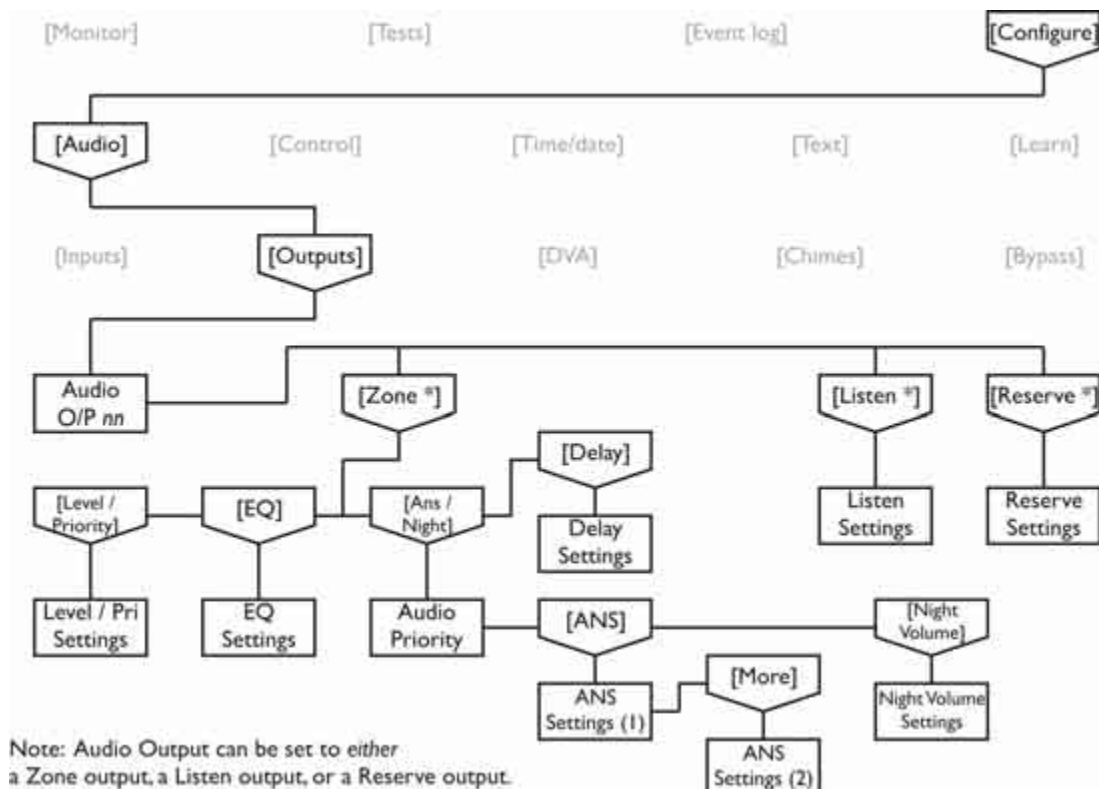 [Monitor]
[Tests]
[Event log]
[Configure]
[Audio]
[Control]
[Time/date]
[Text]
[Learn]
[Inputs]
[Outputs]
[DVA]
[Chimes]
[Bypass]
Audio
O/P nn
[Zone *]
[Listen *]
[Reserve *]
[Level /
Priority]
[EQ]
[Ans /
Night]
[Delay]
Delay
Settings
Listen
Settings
Reserve
Settings
Level / Pri
Settings
EQ
Settings
Audio
Priority
[ANS]
[Night
Volume]
ANS
Settings (1)
[More]
Night Volume
Settings
ANS
Settings (2)
Note: Audio Output can be set to either
a Zone output, a Listen output, or a Reserve output.